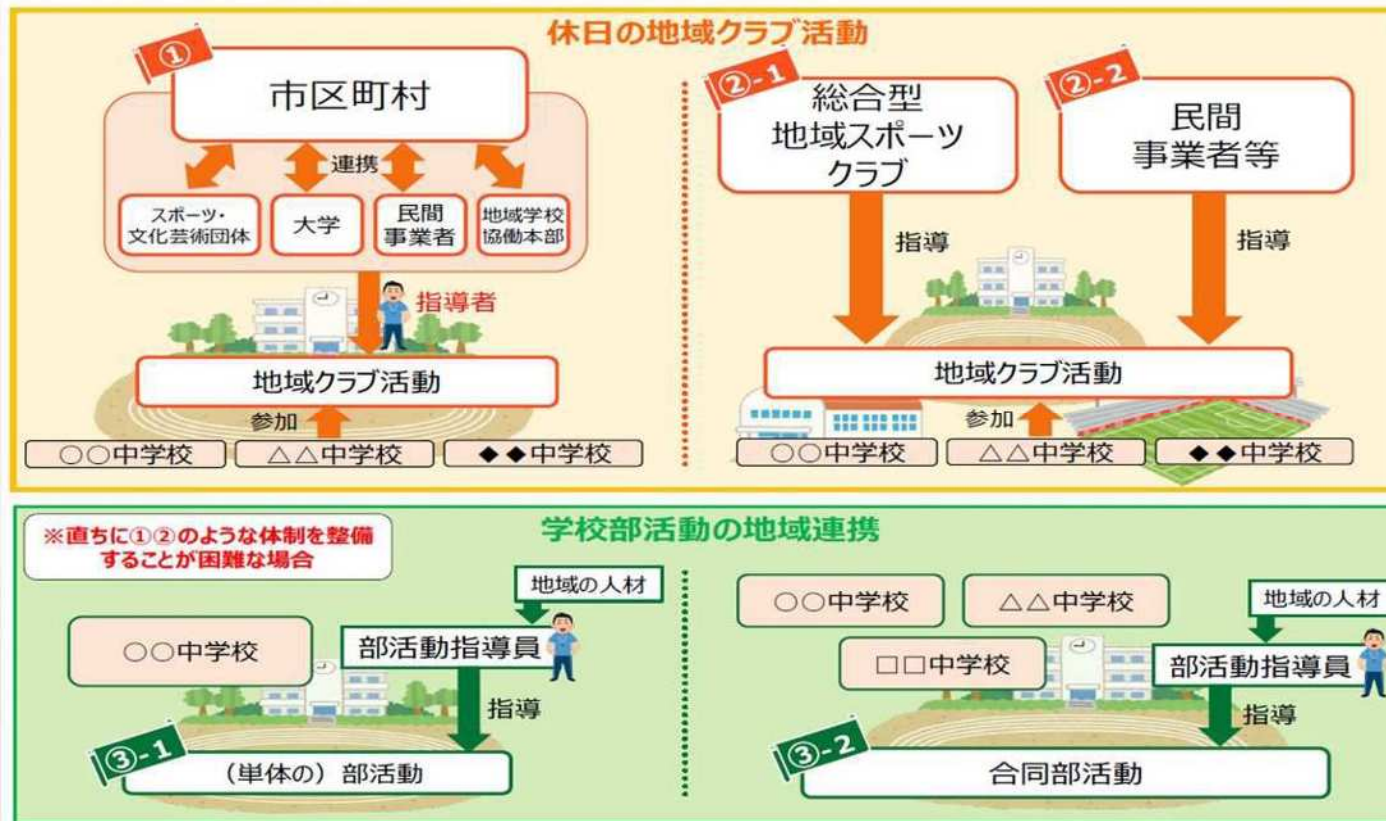 休日の地域クラブ活動
①
市区町村
連携
スポーツ・
文化芸術団体
大学
民間
事業者
地域学校
協働本部
指導者
地域クラブ活動
参加
○○中学校
△△中学校
◆◆中学校
②-1
総合型
地域スポーツ
クラブ
②-2
民間
事業者等
指導
指導
地域クラブ活動
参加
○○中学校
△△中学校
◆◆中学校
学校部活動の地域連携
※直ちに①②のような体制を整備
することが困難な場合
地域の人材
○○中学校
部活動指導員
指導
③-1
（単体の）部活動
○○中学校
△△中学校
□□中学校
地域の人材
部活動指導員
指導
③-2
合同部活動